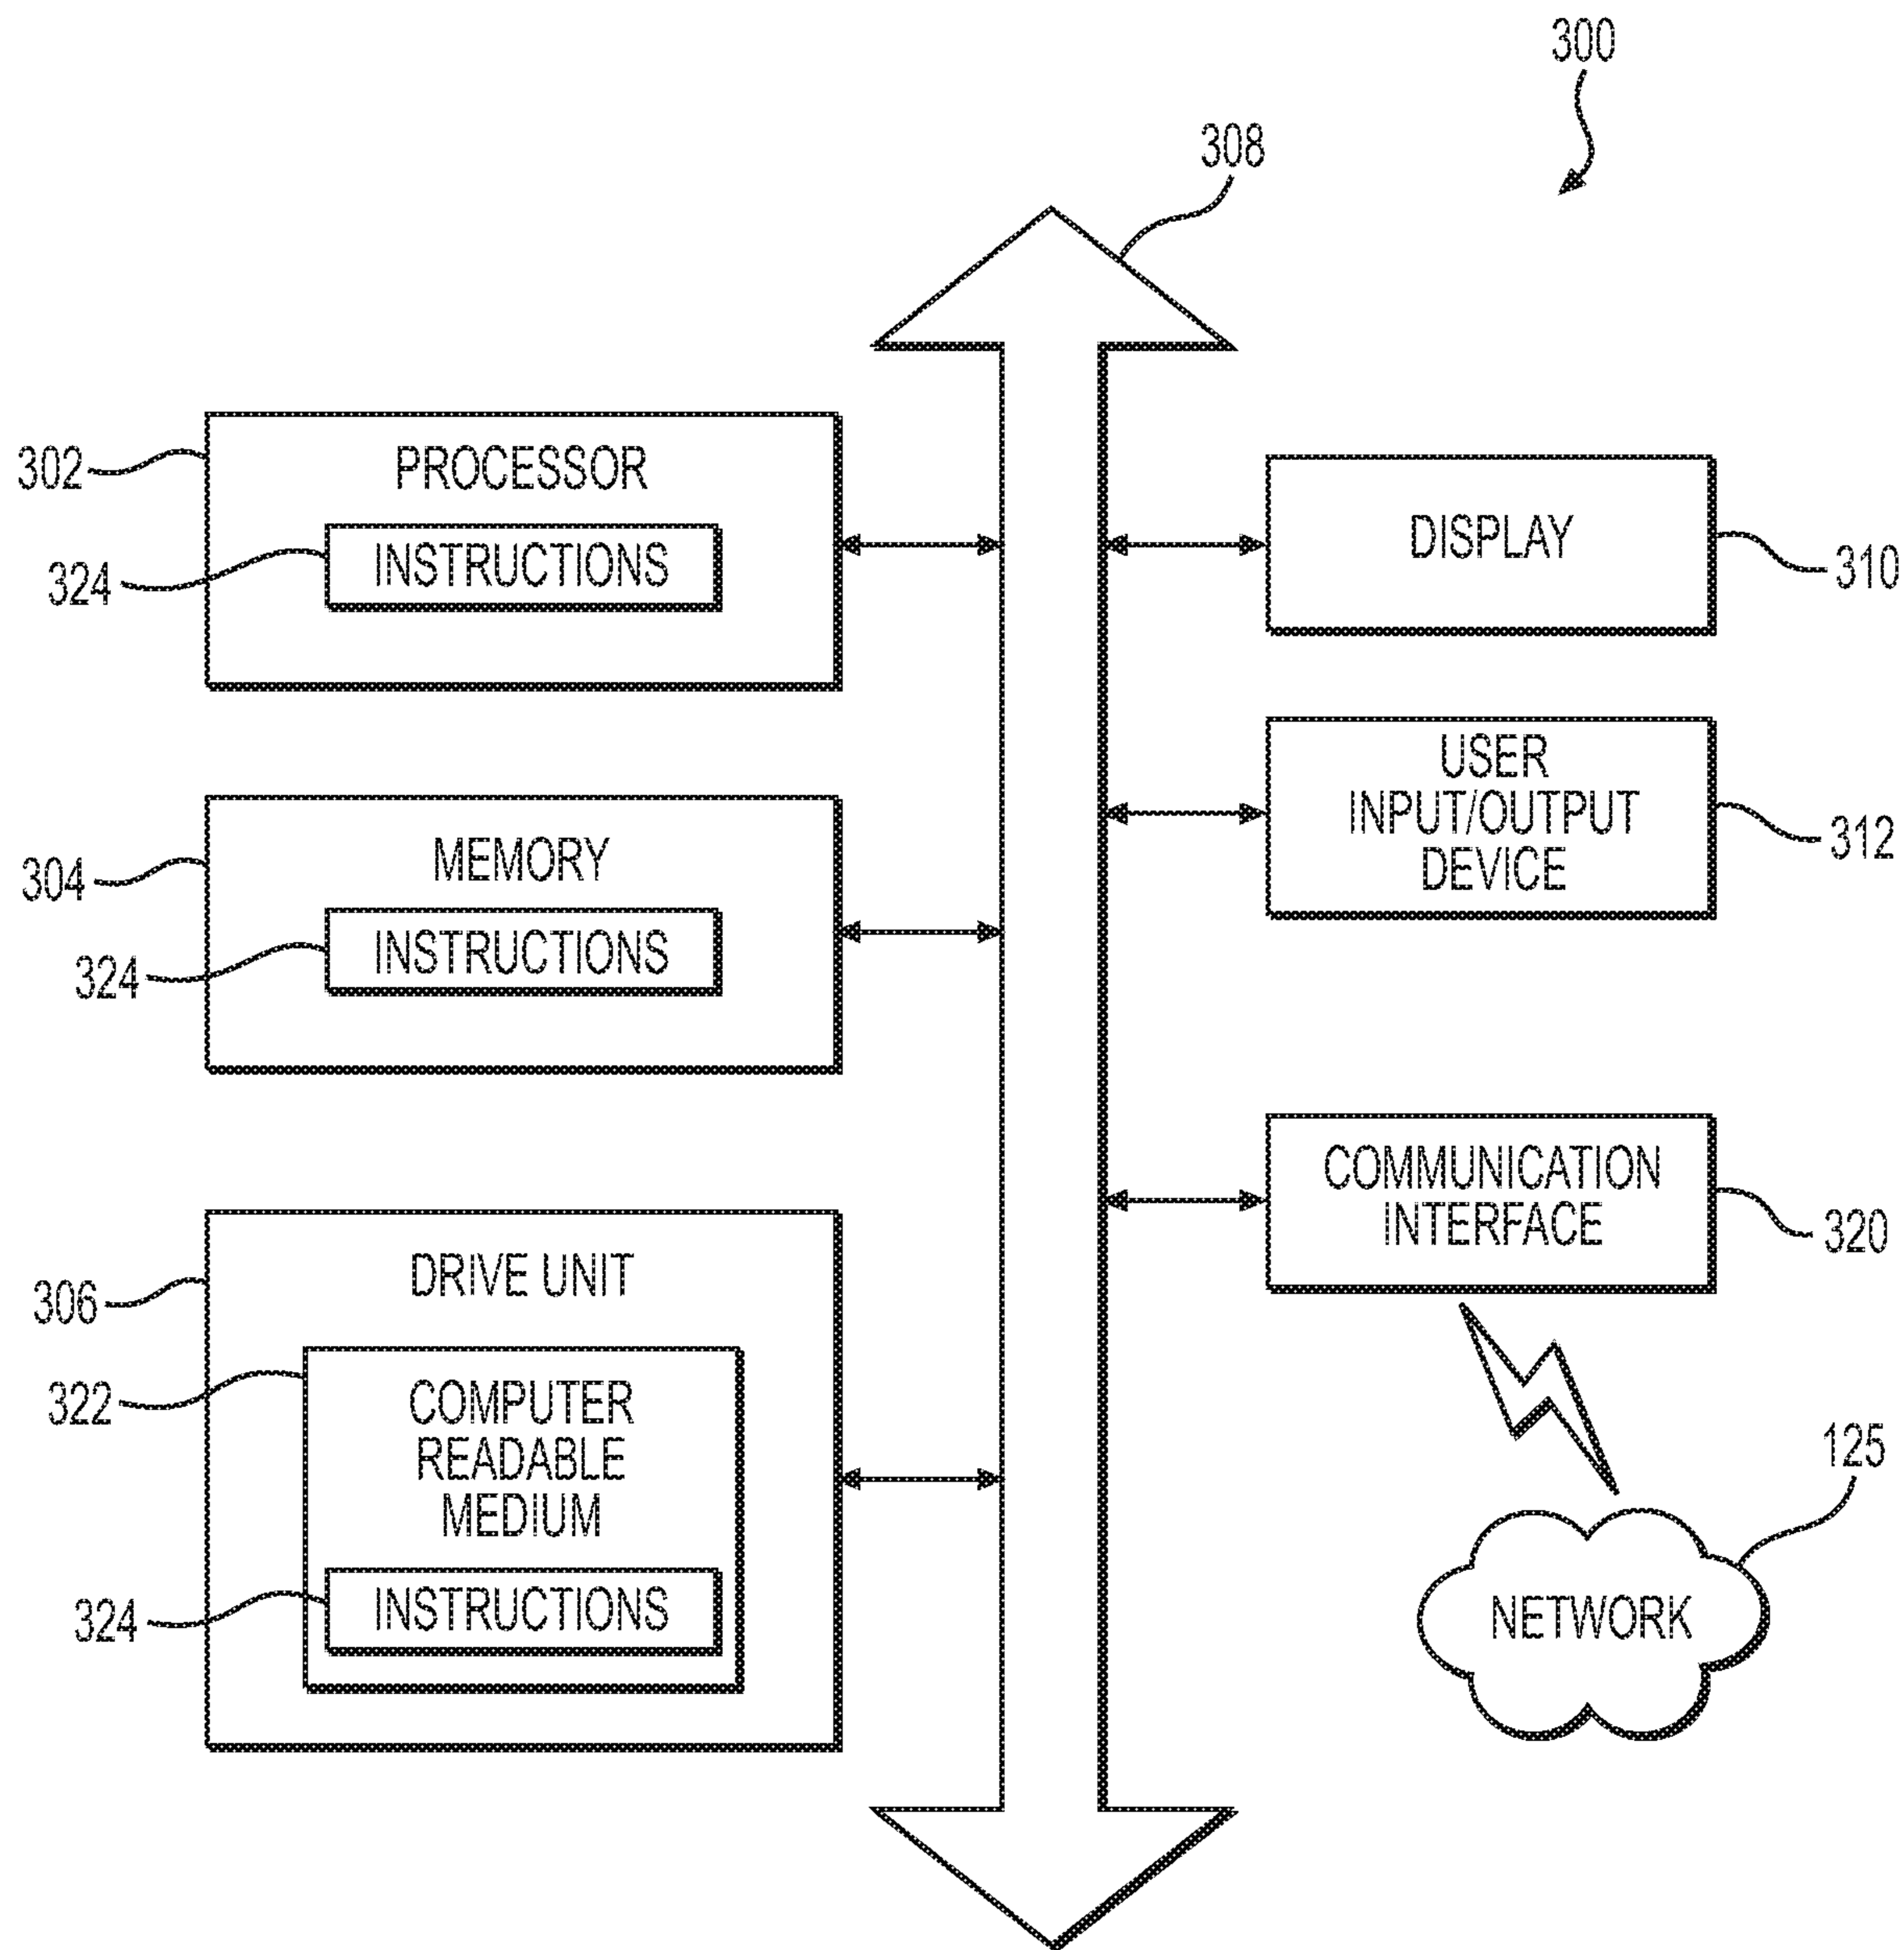 300
308
302
PROCESSOR
324
INSTRUCTIONS
304
MEMORY
324
INSTRUCTIONS
306
DRIVE UNIT
322
COMPUTER
READABLE
MEDIUM
324
INSTRUCTIONS
DISPLAY
310
USER
INPUT/OUTPUT
DEVICE
312
COMMUNICATION
INTERFACE
320
125
NETWORK